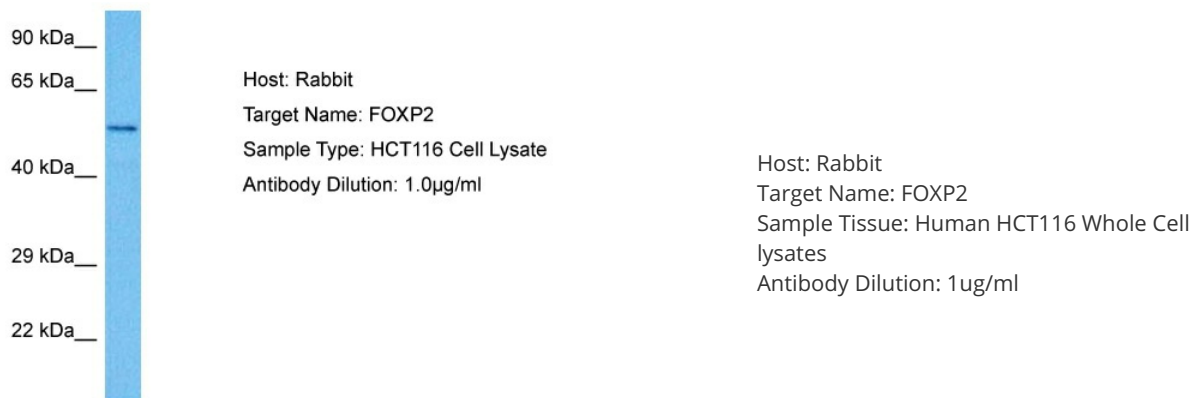 90 kDa__
65 kDa__
40 kDa__
29 kDa__
22 kDa__
Host: Rabbit
Target Name: FOXP2
Sample Type: HCT116 Cell Lysate
Antibody Dilution: 1.0µg/ml
Host: Rabbit
Target Name: FOXP2
Sample Tissue: Human HCT116 Whole Cell
lysates
Antibody Dilution: 1ug/ml